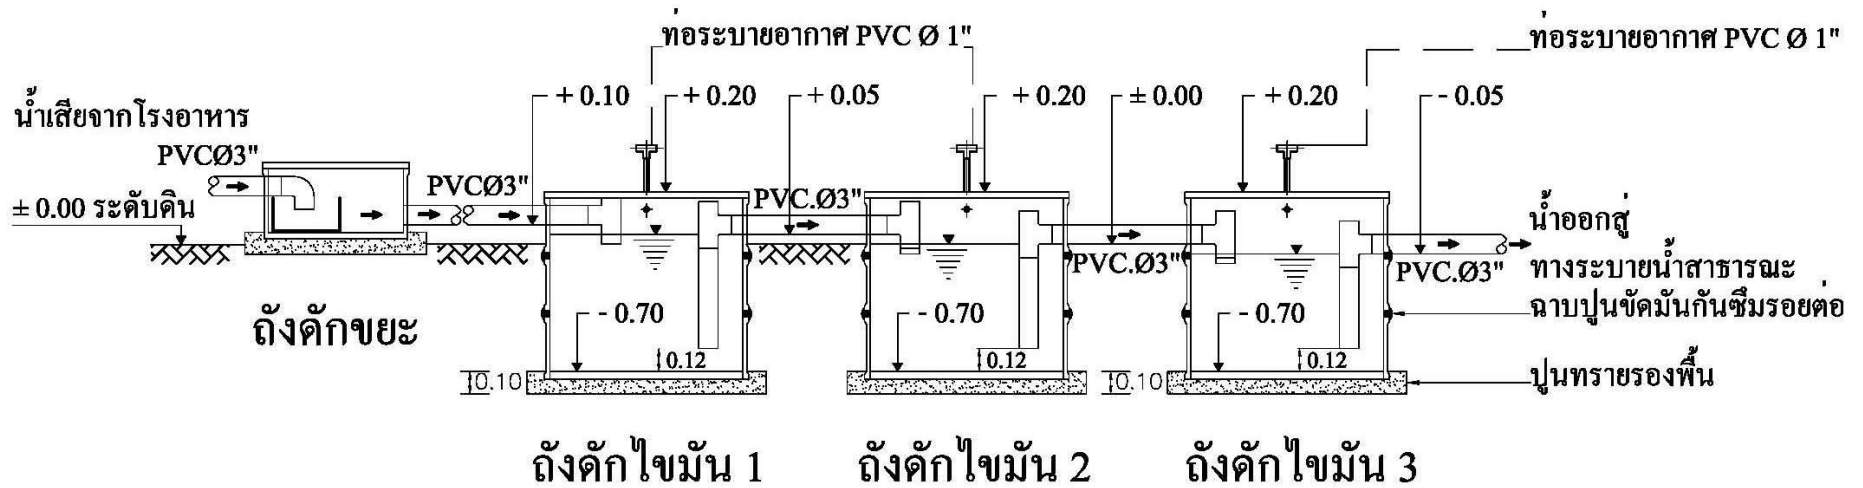 ท่อระบายอากาศ PVC Ø 1"
ท่อระบายอากาศ PVC Ø 1"
+ 0.10
+ 0.20
+ 0.05
+ 0.20
± 0.00
+ 0.20
- 0.05
น้ำเสียจากโรงอาหาร
PVCØ3"
PVCØ3"
PVC.Ø3"
± 0.00 ระดับดิน
น้ำออกสู่
PVC.Ø3"
PVC.Ø3"
ทางระบายน้ำสาธารณะ
ฉาบปูนขัดมันกันซึมรอยต่อ
- 0.70
- 0.70
- 0.70
ถังดักขยะ
0.12
0.12
0.12
0.10
0.10
ปูนทรายรองพื้น
ถังดักไขมัน 1
ถังดักไขมัน 2
ถังดักไขมัน 3